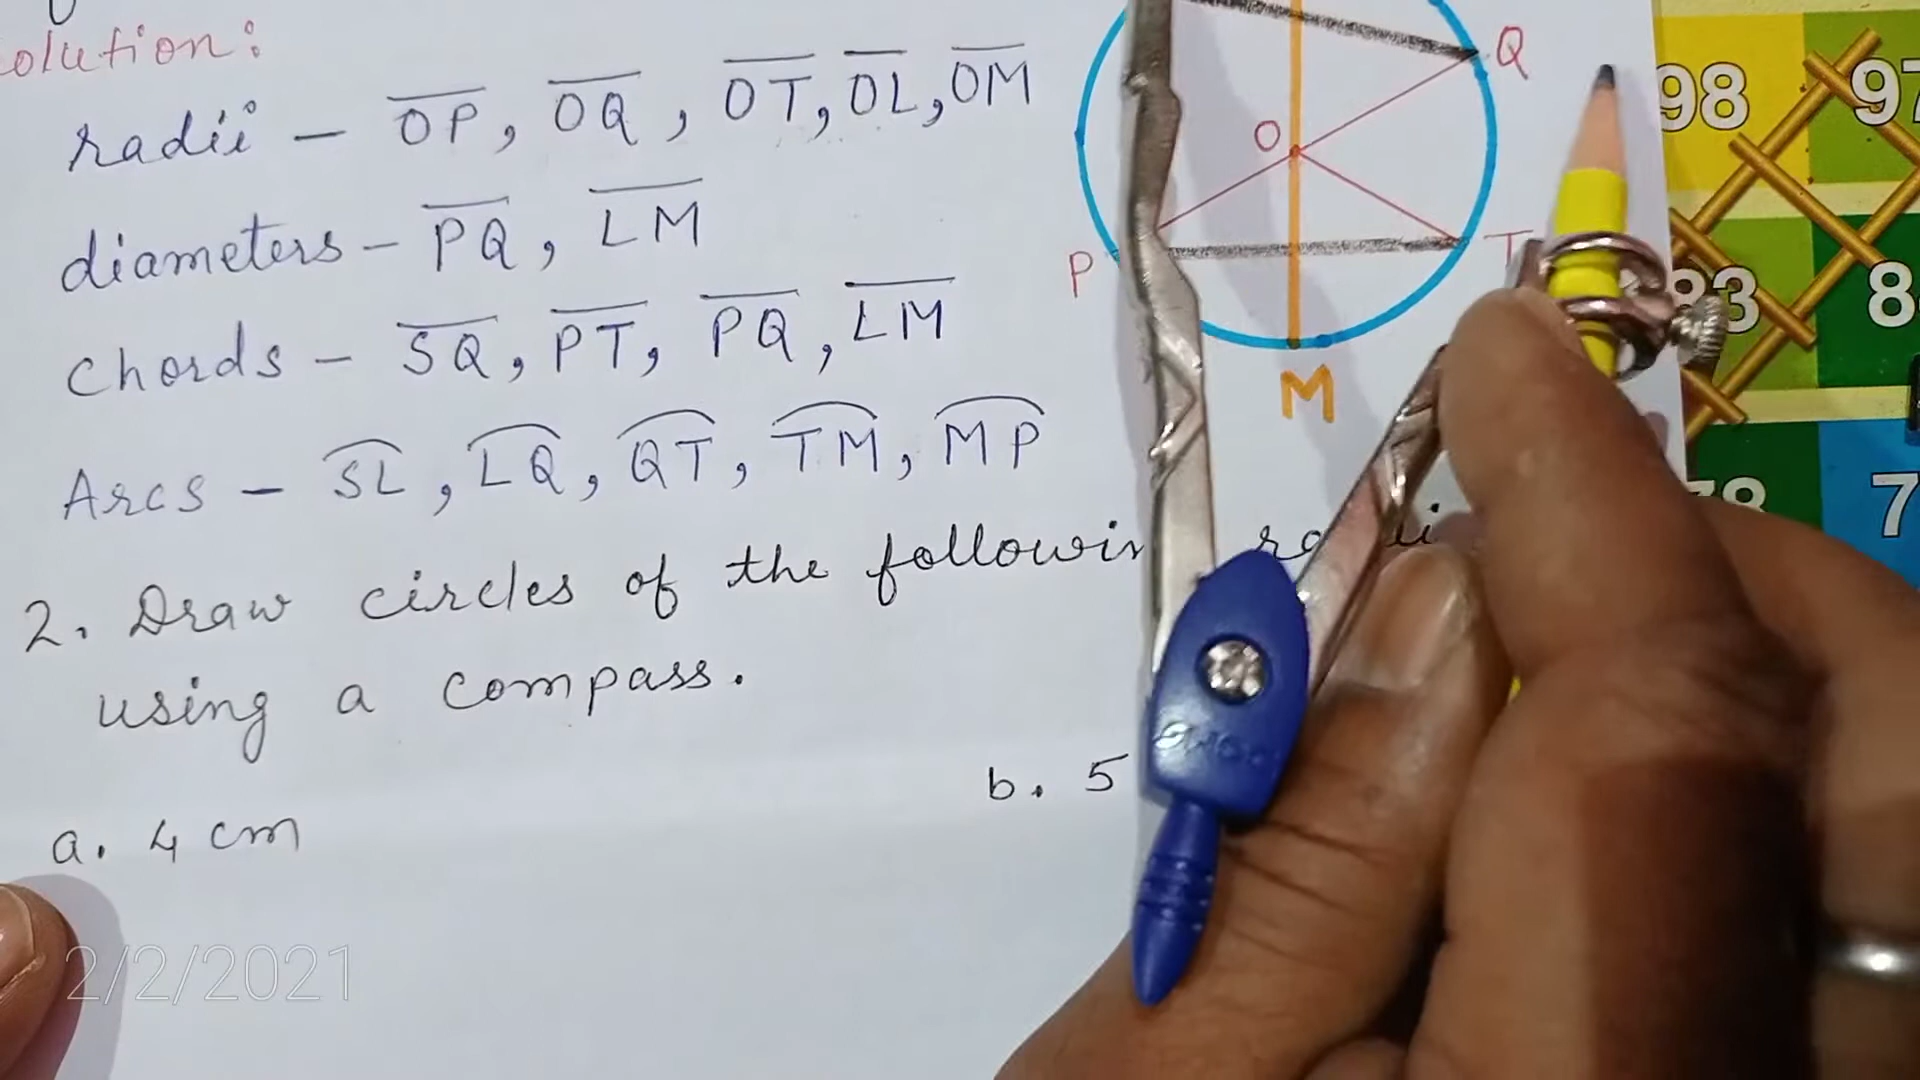 olution:
radii - OP, OQ, OT, OL, OM
diameters - PQ, LM
chords - SQ, PT, PQ, LM
Arcs - SL, LQ, QT, TM, MP
2. Draw circles of the followin
using a compass.
a. 4 cm
b. 5
Q
O
P
T
M
98
97
83
8
78
7
2/2/2021